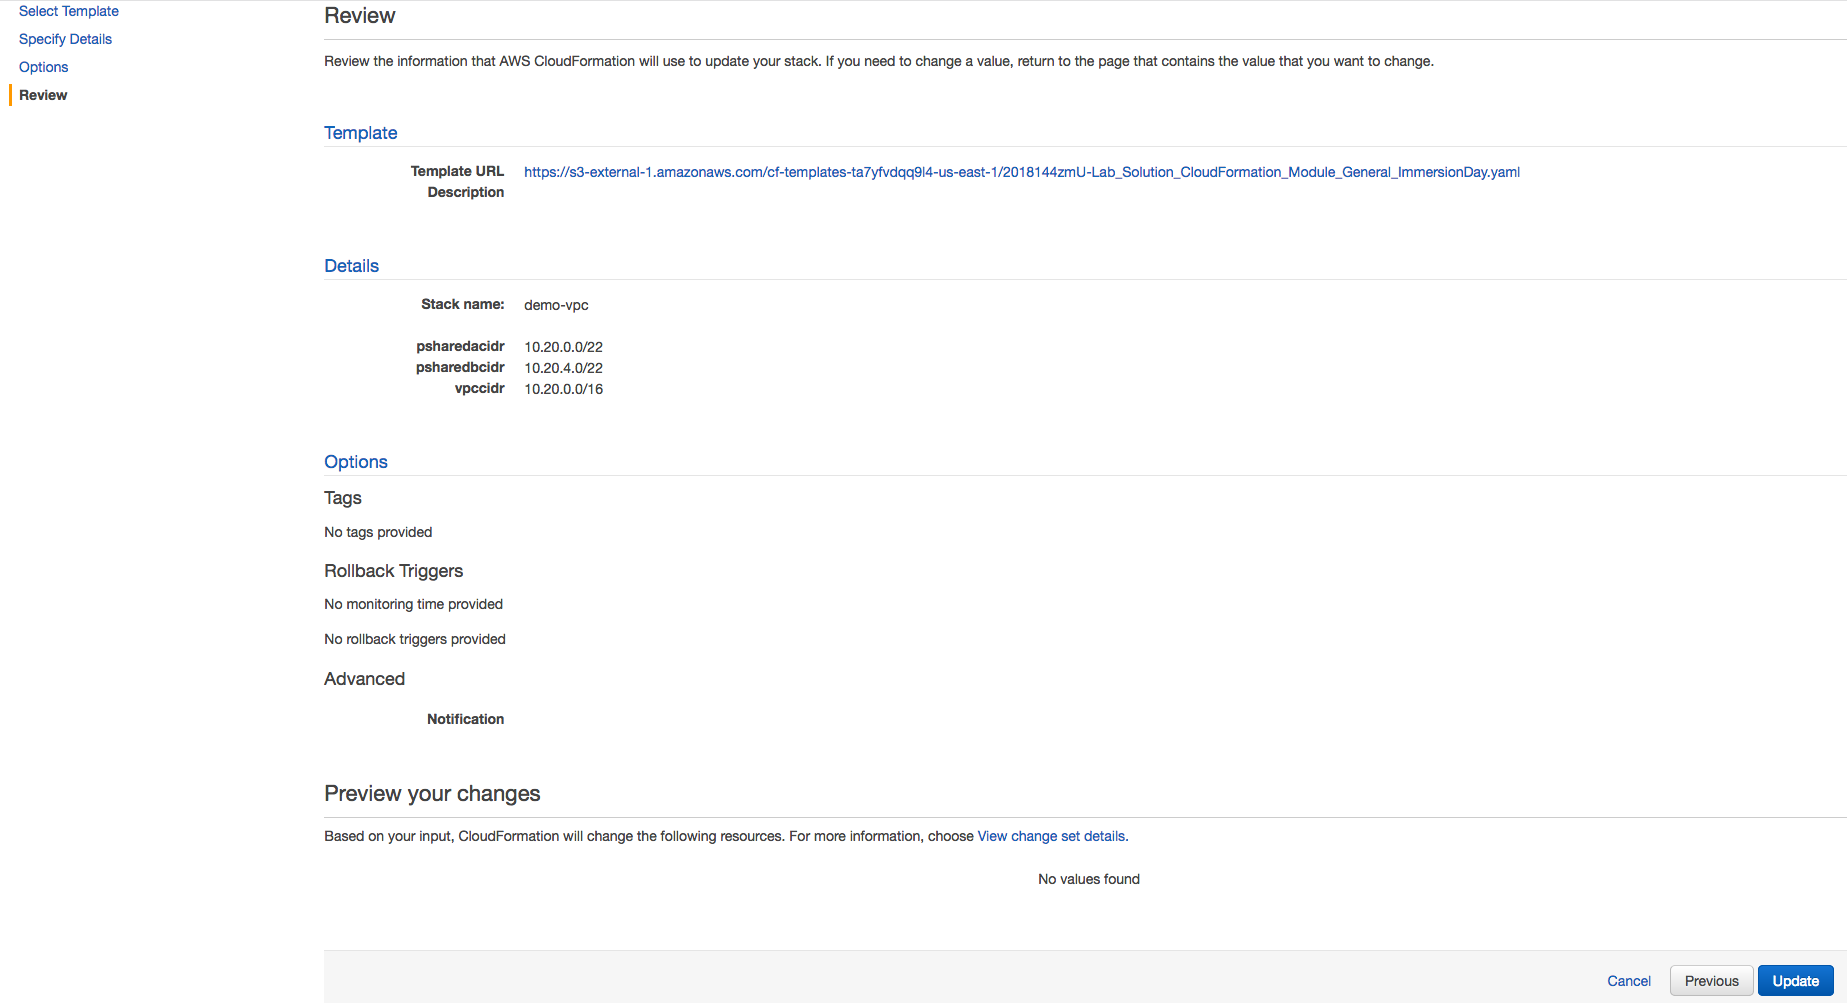 Select Template
Specify Details
Options
Review
Review
Review the information that AWS CloudFormation will use to update your stack. If you need to change a value, return to the page that contains the value that you want to change.
Template
Template URL https://s3-external-1.amazonaws.com/cf-templates-ta7yfvdqq9l4-us-east-1/2018144zmU-Lab_Solution_CloudFormation_Module_General_ImmersionDay.yaml
Description
Details
Stack name: demo-vpc
psharedacidr 10.20.0.0/22
psharedbcidr 10.20.4.0/22
vpccidr 10.20.0.0/16
Options
Tags
No tags provided
Rollback Triggers
No monitoring time provided
No rollback triggers provided
Advanced
Notification
Preview your changes
Based on your input, CloudFormation will change the following resources. For more information, choose View change set details.
No values found
Cancel Previous Update